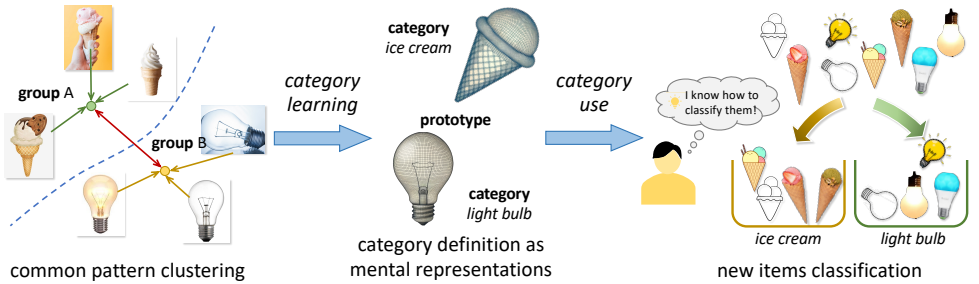 group A
group B
common pattern clustering
category
learning
category
ice cream
prototype
category
light bulb
category definition as
mental representations
category
use
I know how to
classify them!
ice cream
light bulb
new items classification